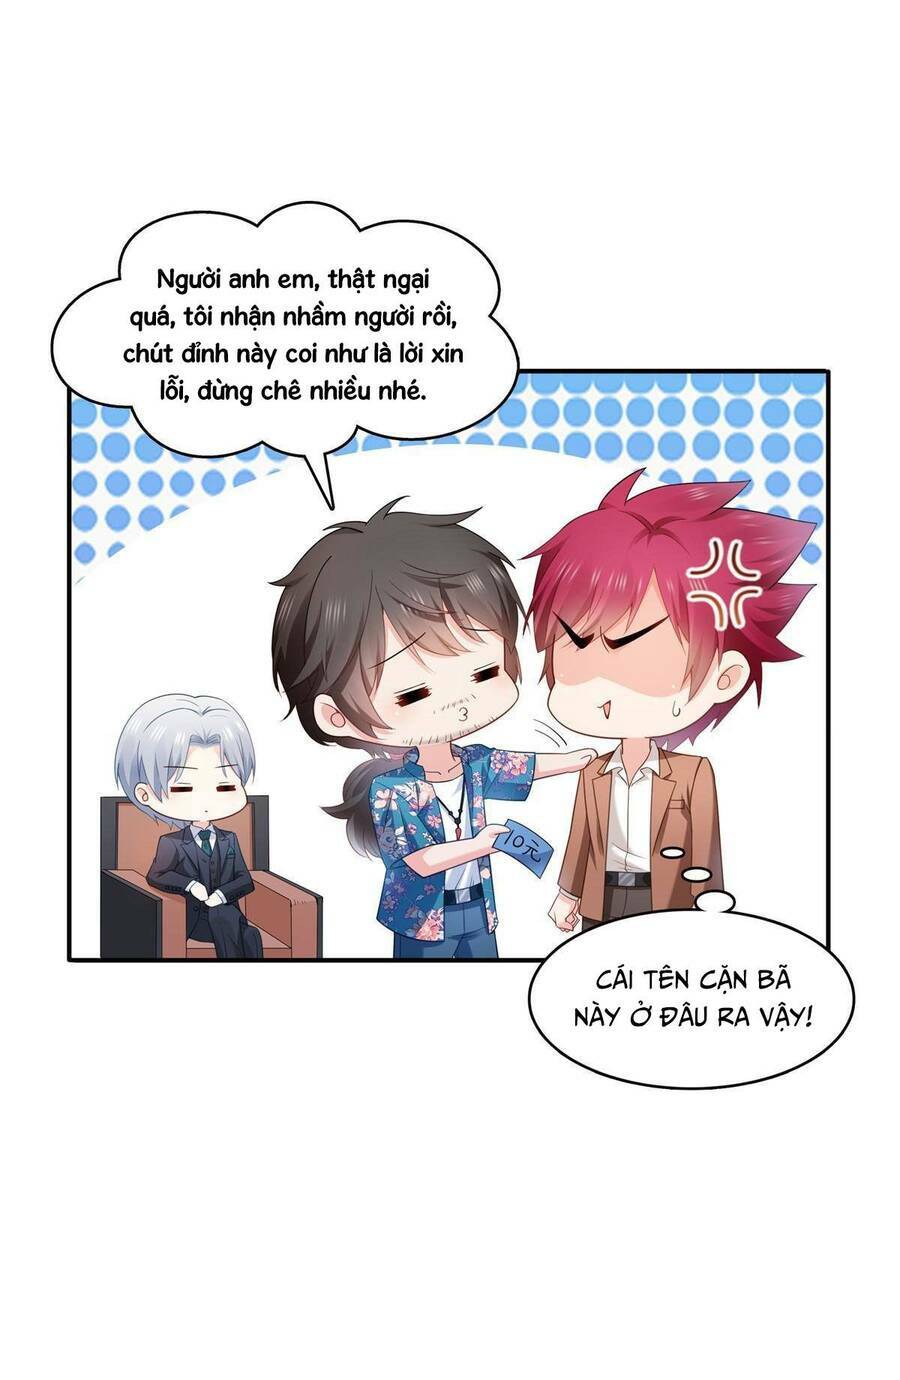 Người anh em, thật ngại
quá, tôi nhận nhầm người rồi,
chút đỉnh này coi như là lời xin
lỗi, đừng chê nhiều nhé.
10元
CÁI TÊN CẶN BÃ
NÀY Ở ĐÂU RA VẬY!